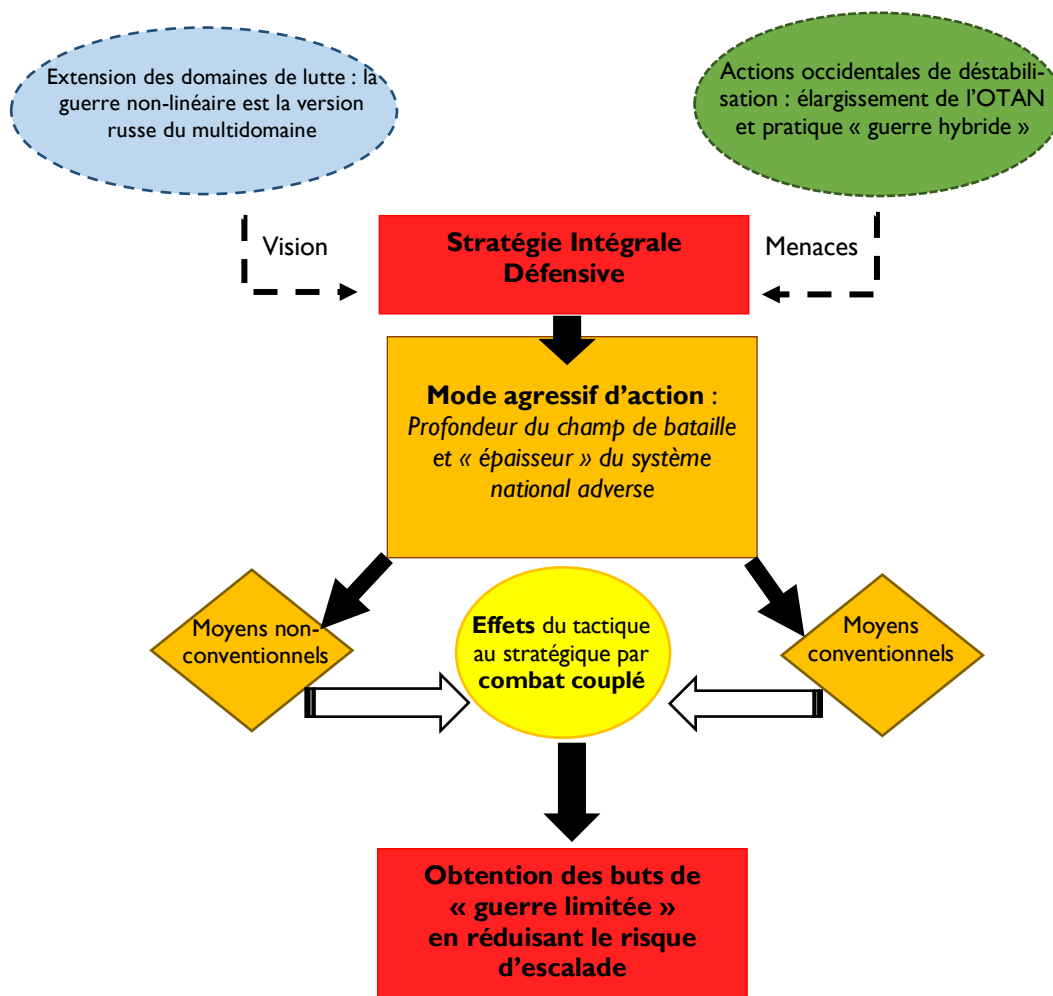 Extension des domaines de lutte : la
guerre non-linéaire est la version
russe du multidomaine
Actions occidentales de déstabili-
sation : élargissement de l'OTAN
et pratique « guerre hybride »
Vision
Stratégie Intégrale
Défensive
Menaces
Mode agressif d'action :
Profondeur du champ de bataille
et « épaisseur » du système
national adverse
Moyens non-
conventionnels
Effets du tactique
au stratégique par
combat couplé
Moyens
conventionnels
Obtention des buts de
« guerre limitée »
en réduisant le risque
d'escalade